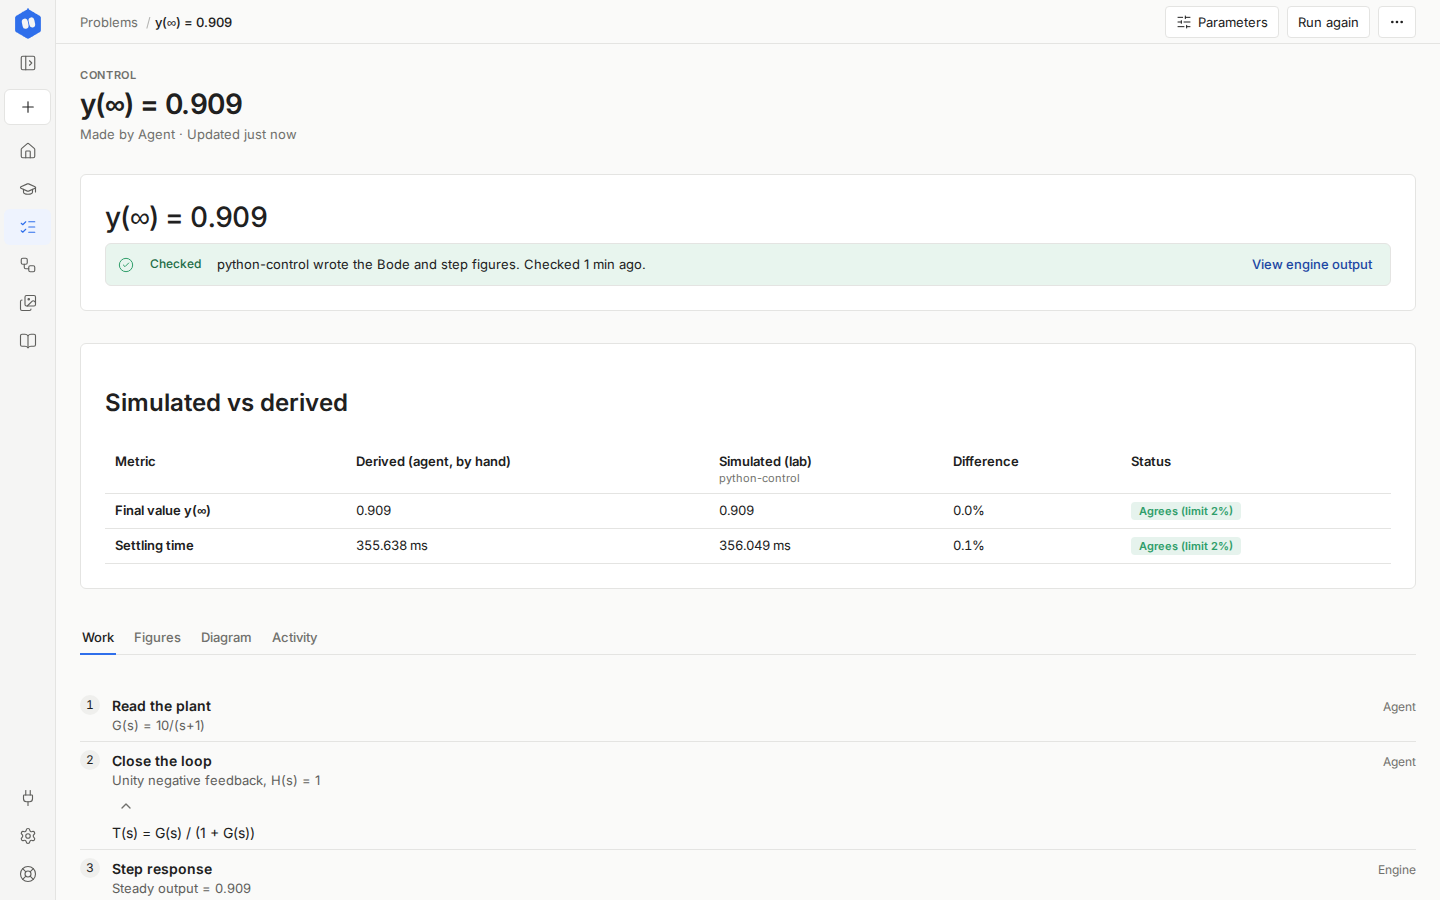 Problems / y(∞) = 0.909
Parameters
Run again
CONTROL
y(∞) = 0.909
Made by Agent · Updated just now
y(∞) = 0.909
Checked python-control wrote the Bode and step figures. Checked 1 min ago. View engine output
Simulated vs derived
Metric Derived (agent, by hand) Simulated (lab) Difference Status
python-control
Final value y(∞) 0.909 0.909 0.0% Agrees (limit 2%)
Settling time 355.638 ms 356.049 ms 0.1% Agrees (limit 2%)
Work Figures Diagram Activity
1 Read the plant Agent
G(s) = 10/(s+1)
2 Close the loop Agent
Unity negative feedback, H(s) = 1
T(s) = G(s) / (1 + G(s))
3 Step response Engine
Steady output = 0.909